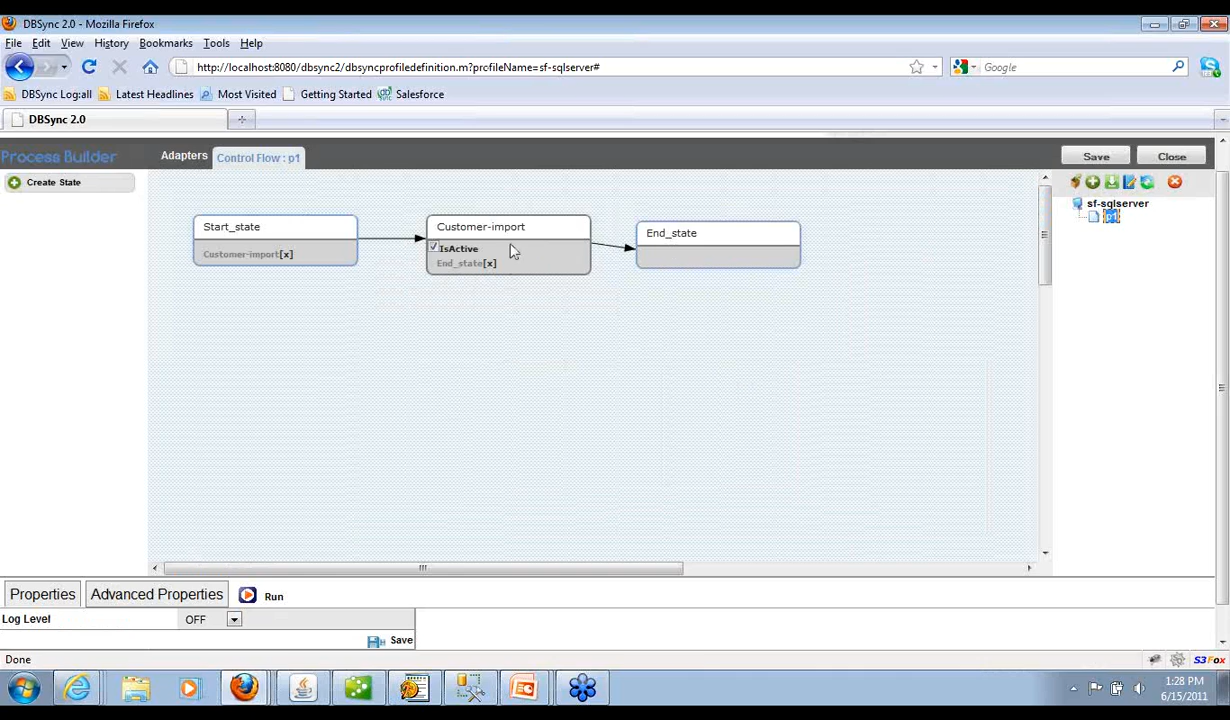 DBSync 2.0 - Mozilla Firefox
File Edit View History Bookmarks Tools Help
http://localhost:8080/dbsync2/dbsyncprofiledefinition.m?profileName=sf-sqlserver#
Google
DBSync Log:all Latest Headlines Most Visited Getting Started Salesforce
DBSync 2.0
Process Builder Adapters Control Flow : p1 Save Close
Create State
sf-sqlserver
p1
Start_state Customer-import End_state
Customer-import[x] IsActive
End_state[x]
Properties Advanced Properties Run
Log Level OFF
Save
Done S3Fox
1:28 PM
6/15/2011